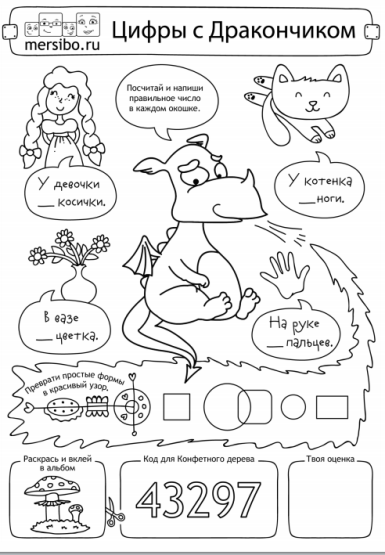 mersibo.ru
Цифры с Дракончиком
Посчитай и напиши
правильное число
в каждом окошке.
У девочки
__ косички.
У котенка
__ ноги.
В вазе
__ цветка.
На руке
__ пальцев.
Преврати простые формы
в красивый узор.
Раскрась и вклей
в альбом
Код для Конфетного дерева
43297
Твоя оценка